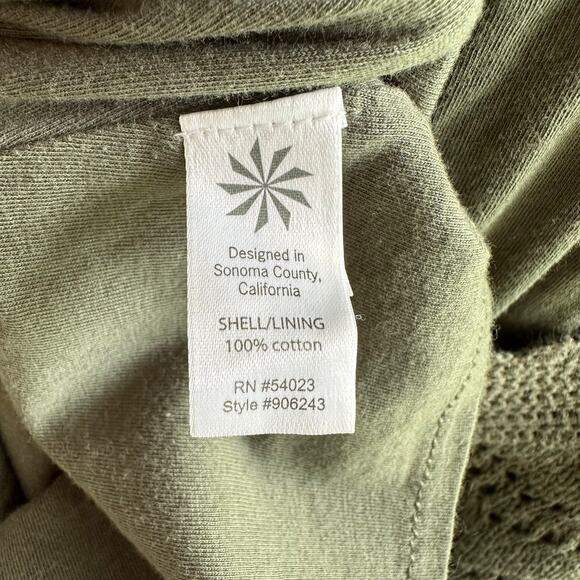 Designed in
Sonoma County,
California
SHELL/LINING
100% cotton
RN #54023
Style #906243